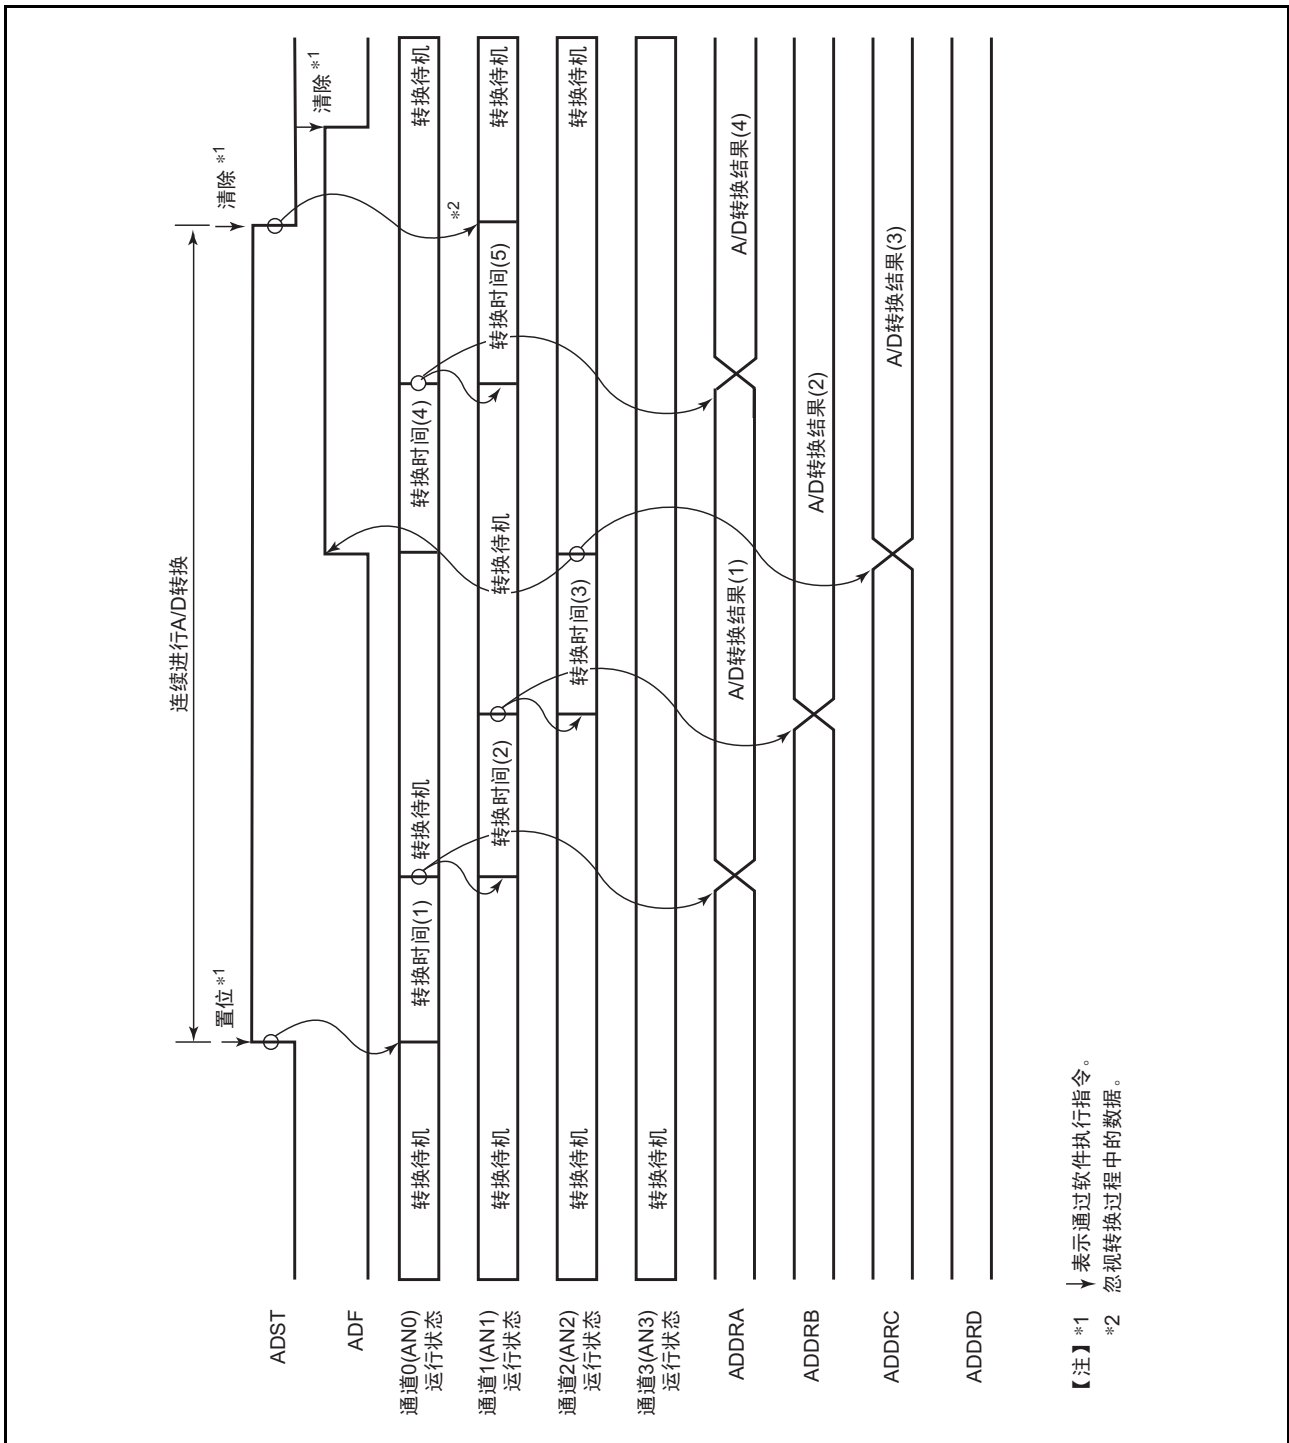 连续进行A/D转换
置位*1
清除*1
清除*1
ADST
ADF
通道0(AN0)
运行状态
转换待机
转换时间(1)
转换待机
转换时间(4)
转换待机
*2
通道1(AN1)
运行状态
转换待机
转换时间(2)
转换待机
转换时间(5)
转换待机
通道2(AN2)
运行状态
转换待机
转换时间(3)
转换待机
通道3(AN3)
运行状态
转换待机
ADDRA
A/D转换结果(1)
A/D转换结果(4)
ADDRB
A/D转换结果(2)
ADDRC
A/D转换结果(3)
ADDRD
【注】*1 ↓表示通过软件执行指令。
*2 忽视转换过程中的数据。